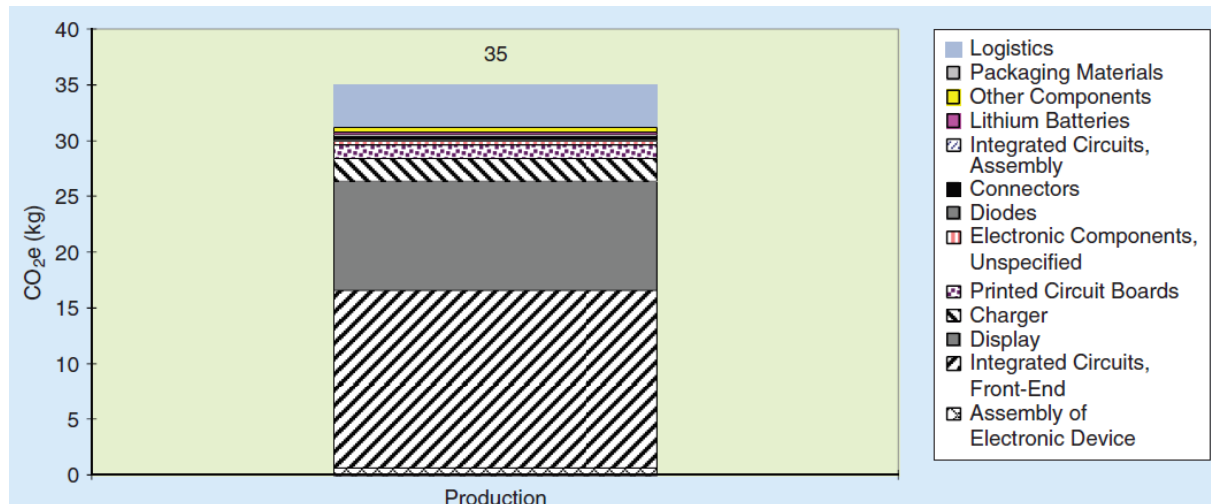 40
35
30
25
20
15
10
5
0
CO₂e (kg)
35
Production
Logistics
Packaging Materials
Other Components
Lithium Batteries
Integrated Circuits,
Assembly
Connectors
Diodes
Electronic Components,
Unspecified
Printed Circuit Boards
Charger
Display
Integrated Circuits,
Front-End
Assembly of
Electronic Device